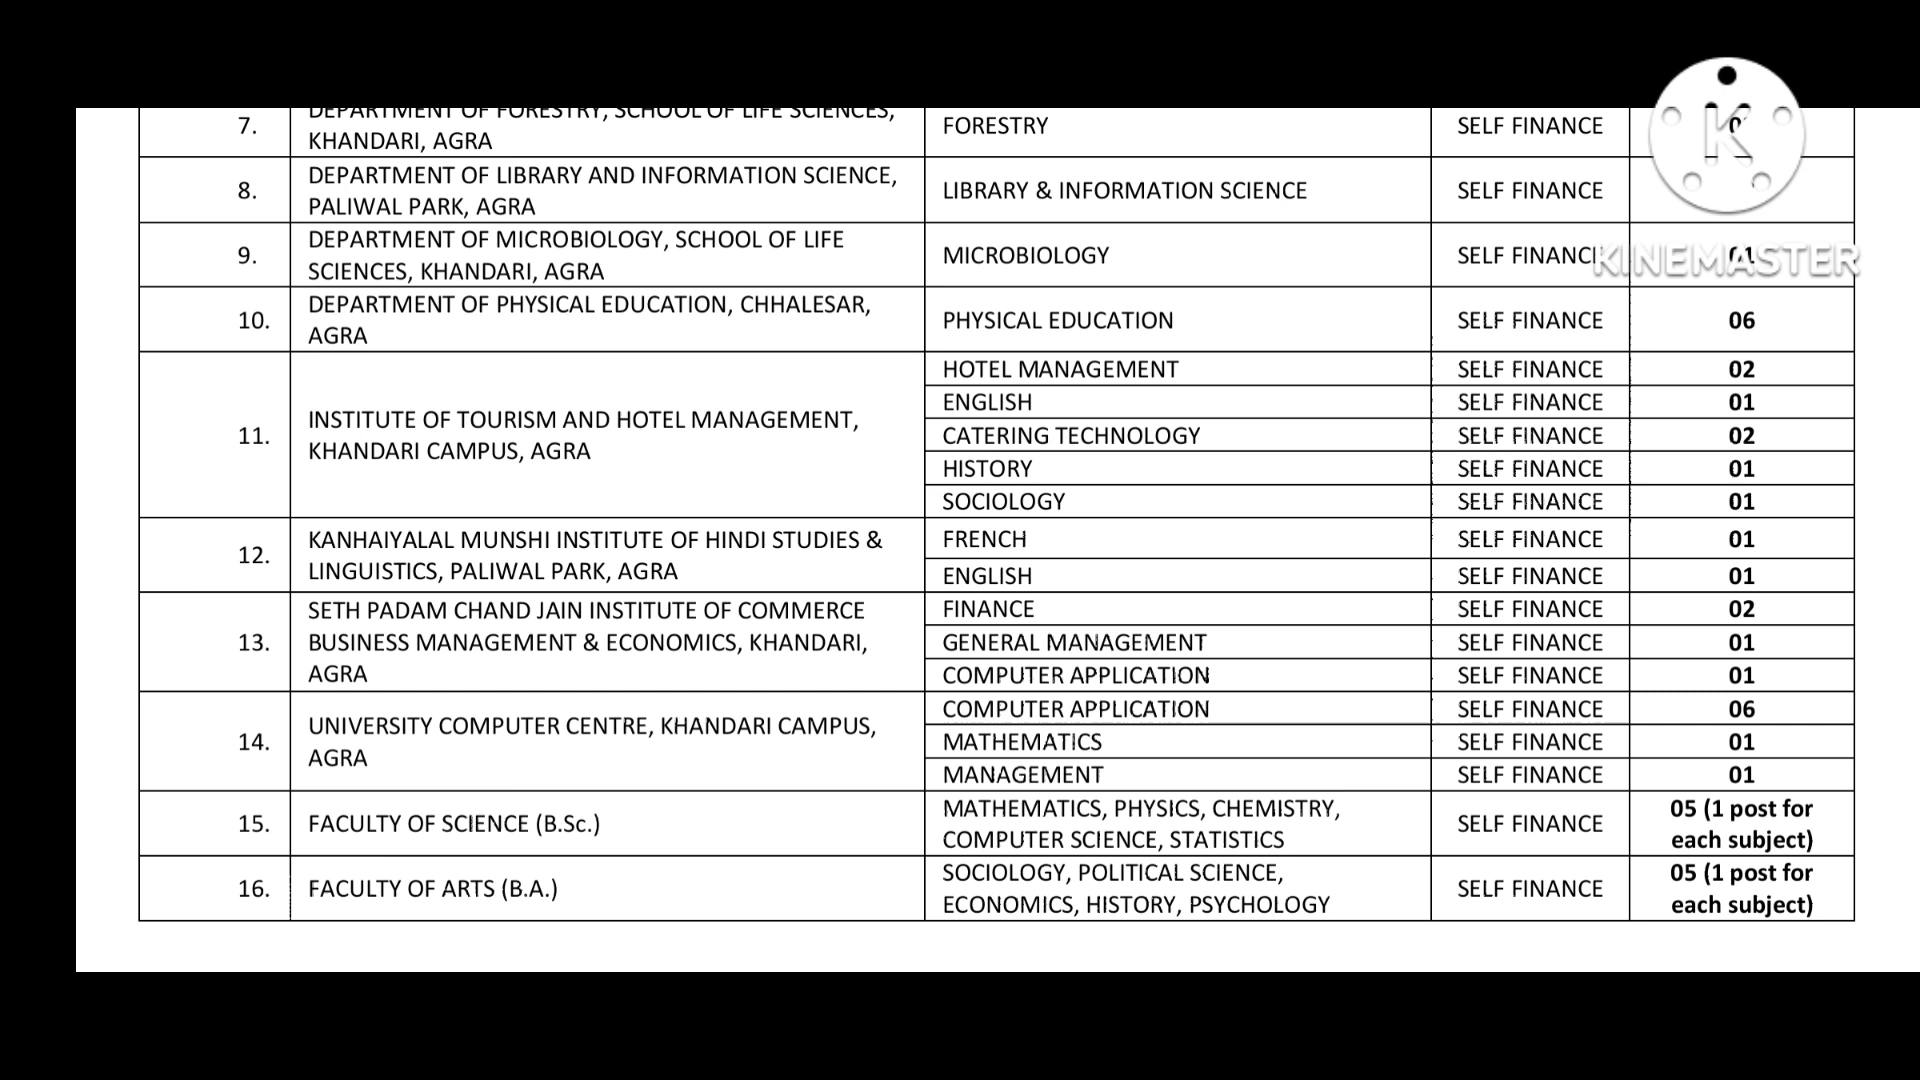 DEPARTMENT OF FORESTRY, SCHOOL OF LIFE SCIENCES,
7. KHANDARI, AGRA FORESTRY SELF FINANCE
DEPARTMENT OF LIBRARY AND INFORMATION SCIENCE,
8. PALIWAL PARK, AGRA LIBRARY & INFORMATION SCIENCE SELF FINANCE
DEPARTMENT OF MICROBIOLOGY, SCHOOL OF LIFE
9. SCIENCES, KHANDARI, AGRA MICROBIOLOGY SELF FINANCE 01
KINEMASTER
DEPARTMENT OF PHYSICAL EDUCATION, CHHALESAR,
10. AGRA PHYSICAL EDUCATION SELF FINANCE 06
11. INSTITUTE OF TOURISM AND HOTEL MANAGEMENT,
KHANDARI CAMPUS, AGRA
HOTEL MANAGEMENT SELF FINANCE 02
ENGLISH SELF FINANCE 01
CATERING TECHNOLOGY SELF FINANCE 02
HISTORY SELF FINANCE 01
SOCIOLOGY SELF FINANCE 01
12. KANHAIYALAL MUNSHI INSTITUTE OF HINDI STUDIES &
LINGUISTICS, PALIWAL PARK, AGRA
FRENCH SELF FINANCE 01
ENGLISH SELF FINANCE 01
13. SETH PADAM CHAND JAIN INSTITUTE OF COMMERCE
BUSINESS MANAGEMENT & ECONOMICS, KHANDARI,
AGRA
FINANCE SELF FINANCE 02
GENERAL MANAGEMENT SELF FINANCE 01
COMPUTER APPLICATION SELF FINANCE 01
14. UNIVERSITY COMPUTER CENTRE, KHANDARI CAMPUS,
AGRA
COMPUTER APPLICATION SELF FINANCE 06
MATHEMATICS SELF FINANCE 01
MANAGEMENT SELF FINANCE 01
15. FACULTY OF SCIENCE (B.Sc.)
MATHEMATICS, PHYSICS, CHEMISTRY,
COMPUTER SCIENCE, STATISTICS
SELF FINANCE
05 (1 post for
each subject)
16. FACULTY OF ARTS (B.A.)
SOCIOLOGY, POLITICAL SCIENCE,
ECONOMICS, HISTORY, PSYCHOLOGY
SELF FINANCE
05 (1 post for
each subject)